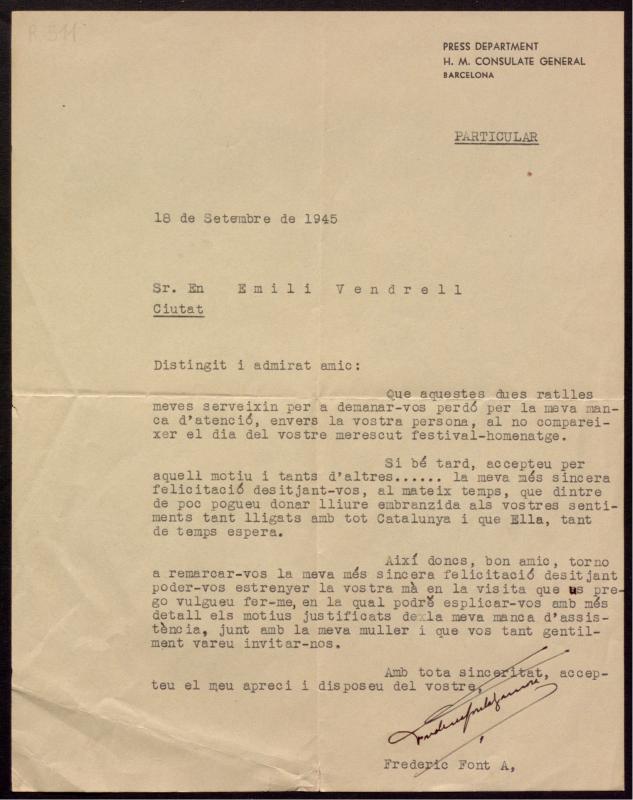 R. 511
PRESS DEPARTMENT
H. M. CONSULATE GENERAL
BARCELONA
PARTICULAR
18 de Setembre de 1945
Sr. En Emili Vendrell
Ciutat
Distingit i admirat amic:
Que aquestes dues ratlles
meves serveixin per a demanar-vos perdó per la meva man-
ca d'atenció, envers la vostra persona, al no comparei-
xer el dia del vostre merescut festival-homenatge.
Si bé tard, accepteu per
aquell motiu i tants d'altres...... la meva més sincera
felicitació desitjant-vos, al mateix temps, que dintre
de poc pogueu donar lliure embranzida als vostres senti-
ments tant lligats amb tot Catalunya i que Ella, tant
de temps espera.
Així doncs, bon amic, torno
a remarcar-vos la meva més sincera felicitació desitjant
poder-vos estrenyer la vostra mà en la visita que us pre-
go vulgueu fer-me, en la qual podré esplicar-vos amb més
detall els motius justificats dexla meva manca d'assis-
tència, junt amb la meva muller i que vos tant gentil-
ment vareu invitar-nos.
Amb tota sinceritat, accep-
teu el meu apreci i disposeu del vostre,
Frederic Font A,